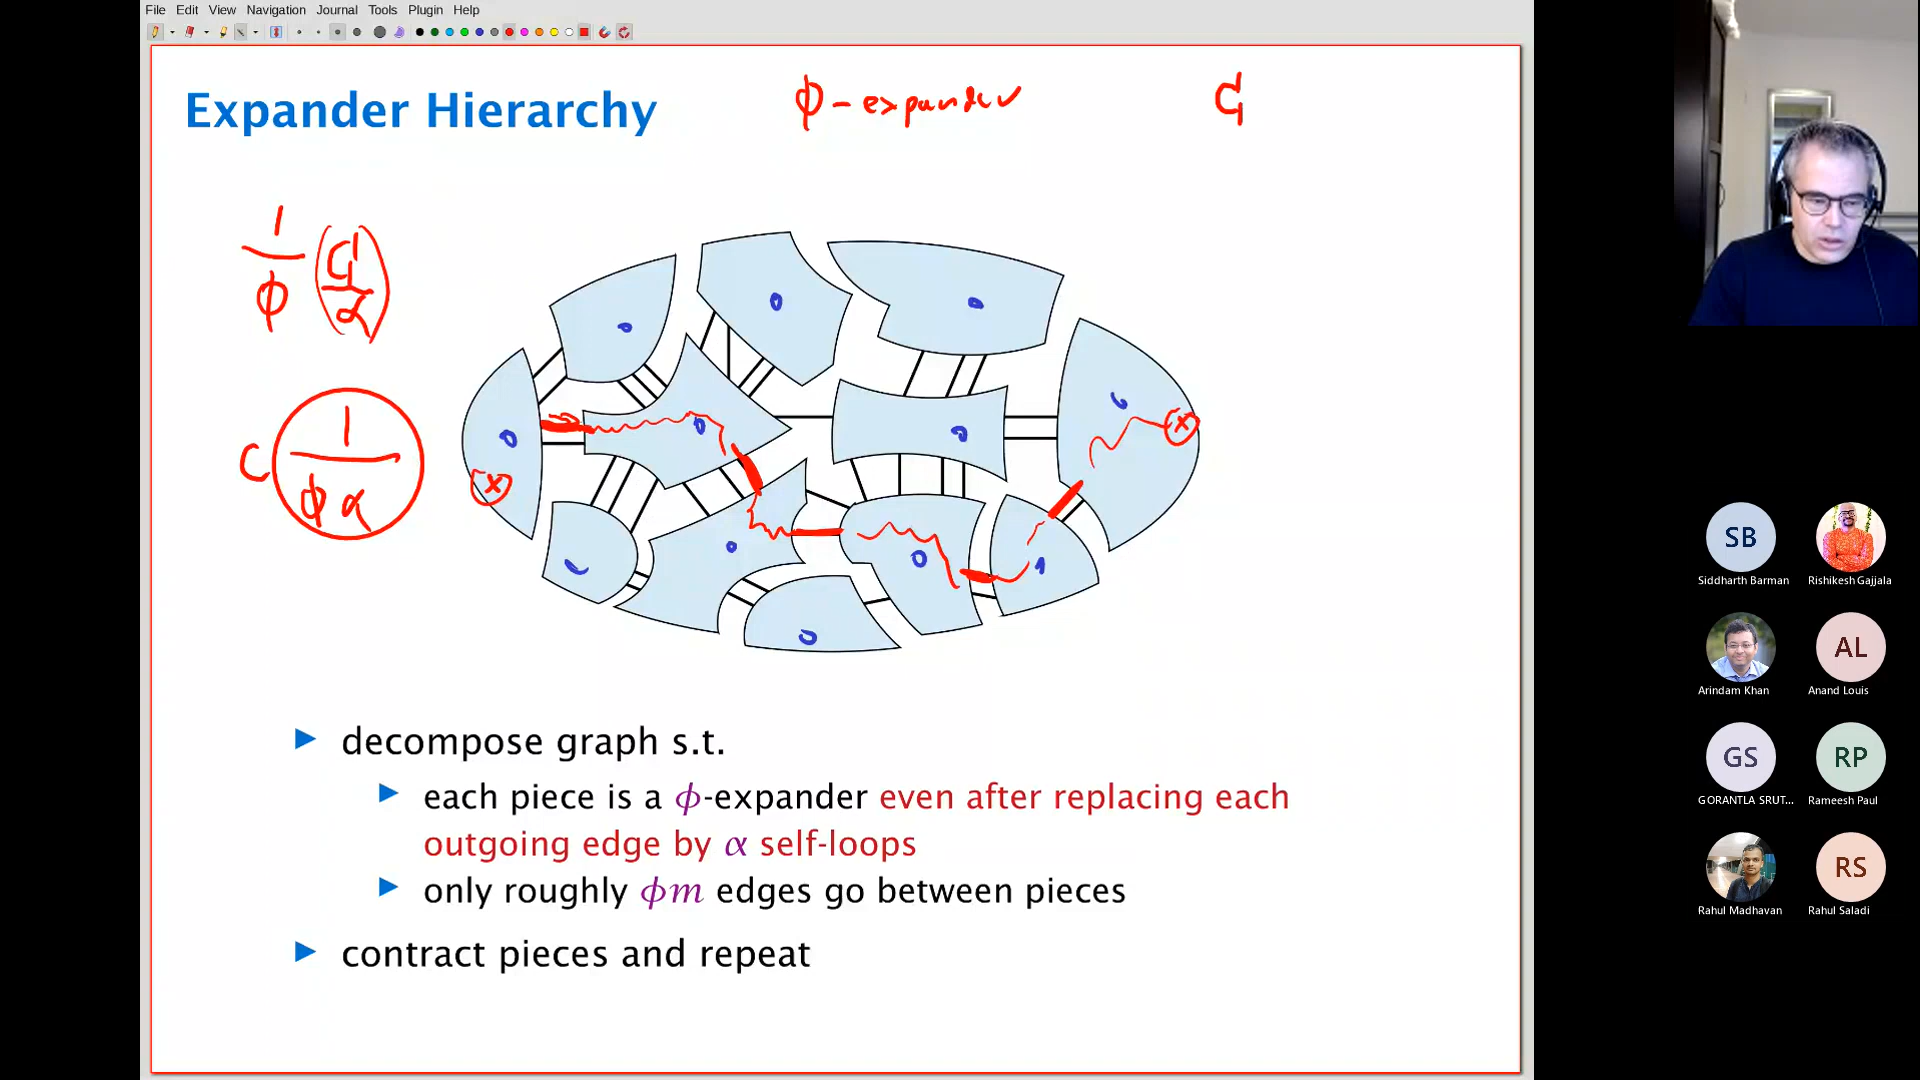 File Edit View Navigation Journal Tools Plugin Help
Expander Hierarchy
ϕ-expander
1
ϕ
α
C 1
ϕ α
decompose graph s.t.
each piece is a ϕ-expander even after replacing each
outgoing edge by α self-loops
only roughly ϕm edges go between pieces
contract pieces and repeat
SB
Siddharth Barman
Rishikesh Gajjala
Arindam Khan
AL
Anand Louis
GS
GORANTLA SRUT...
RP
Rameesh Paul
Rahul Madhavan
RS
Rahul Saladi